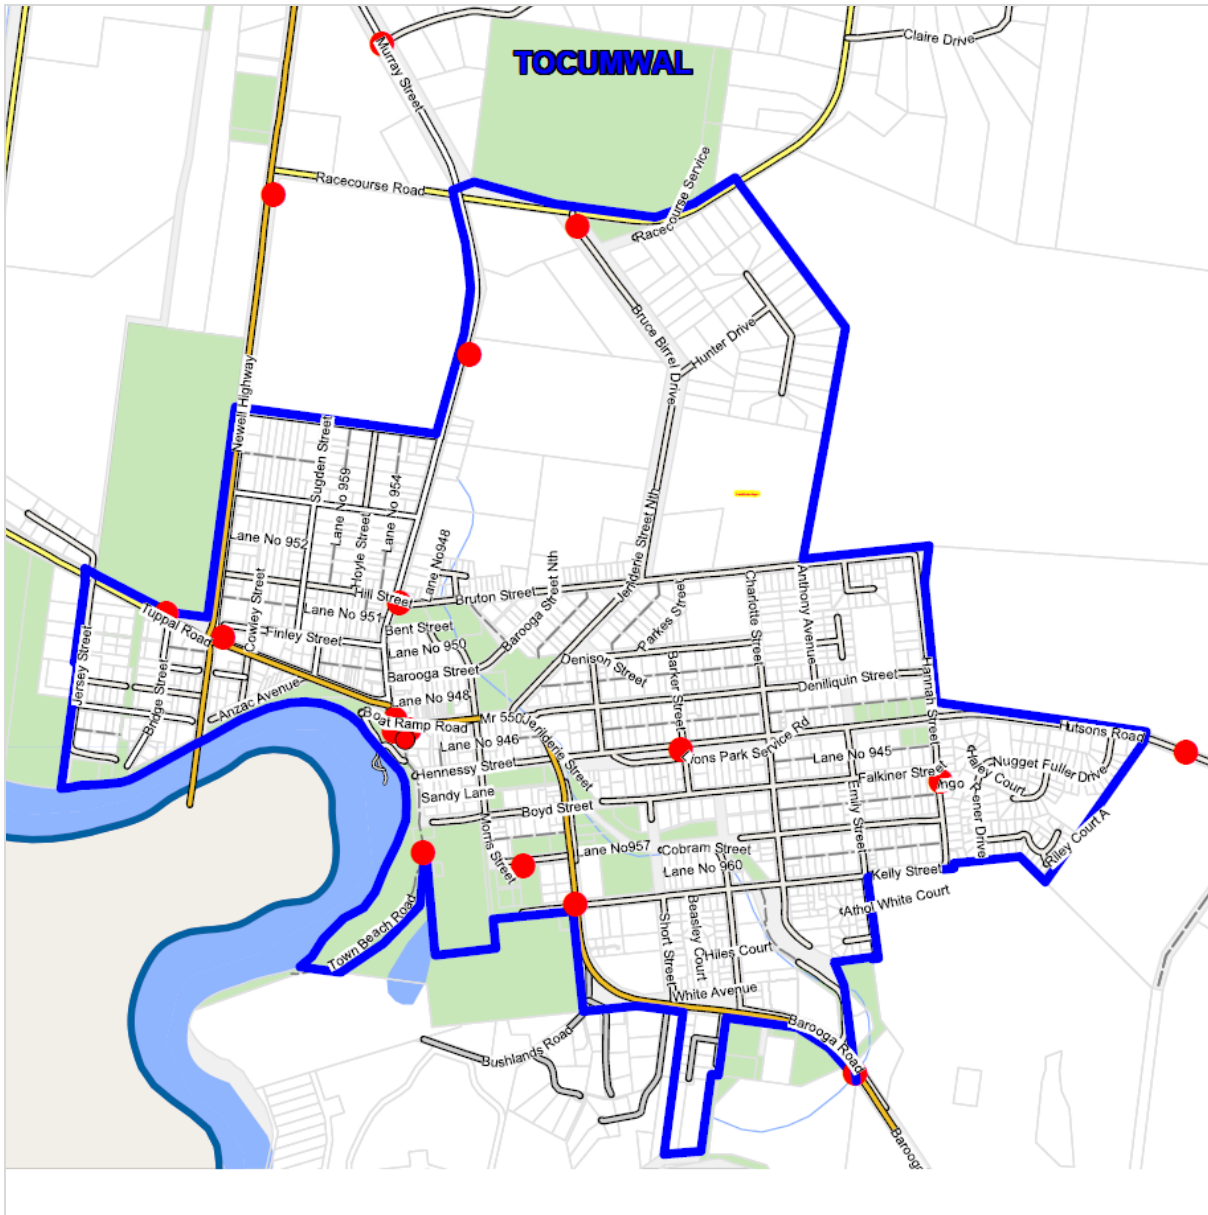 Claire Drive
TOCUMWAL
Murray Street
Racecourse Road
Racecourse Service
Bruce Birrel Drive
Hunter Drive
Newell Highway
Sugden Street
Lane No 959
Lane No 954
Jerilderie Street Nth
Lane No 952
Hoyle Street
Lane No948
Hill Street
Bruton Street
Barooga Street Nth
Lane No 951
Cowley Street
Finley Street
Tuppal Road
Bent Street
Lane No 950
Barooga Street
Parkes Street
Denison Street
Charlotte Street
Anthony Avenue
Jersey Street
Bridge Street
Anzac Avenue
Lane No 948
Boat Ramp Road
Mr 550
Jerilderie Street
Lane No 946
Barker Street
Deniliquin Street
Hannah Street
Hutsons Road
Lions Park Service Rd
Lane No 945
Hennessy Street
Sandy Lane
Boyd Street
Falkiner Street
Haley Court
Nugget Fuller Drive
Emily Street
Morris Street
Lane No957
Cobram Street
Lane No 960
Kelly Street
Riley Court A
Athol White Court
Town Beach Road
Short Street
Beasley Court
Hiles Court
White Avenue
Bushlands Road
Barooga Road